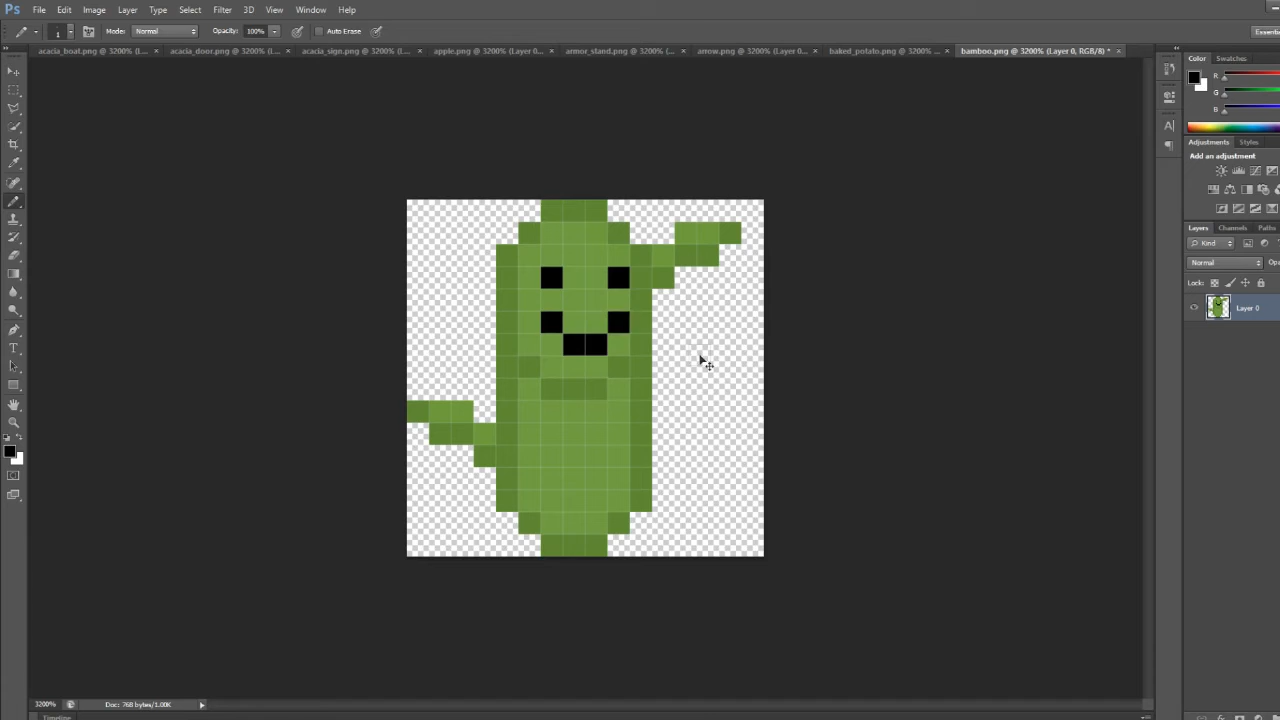 Ps File Edit Image Layer Type Select Filter 3D View Window Help
1 Mode: Normal Opacity: 100% Auto Erase Essenti
acacia_boat.png @ 3200% (L... × acacia_door.png @ 3200% (L... × acacia_sign.png @ 3200% (L... × apple.png @ 3200% (Layer 0... × armor_stand.png @ 3200% (... × arrow.png @ 3200% (Layer 0... × baked_potato.png @ 3200% ... × bamboo.png @ 3200% (Layer 0, RGB/8) * ×
Color Swatches
R
G
B
Adjustments Styles
Add an adjustment
Layers Channels Paths
Kind
Normal Opa
Lock:
Layer 0
3200% Doc: 768 bytes/1.00K
Timeline